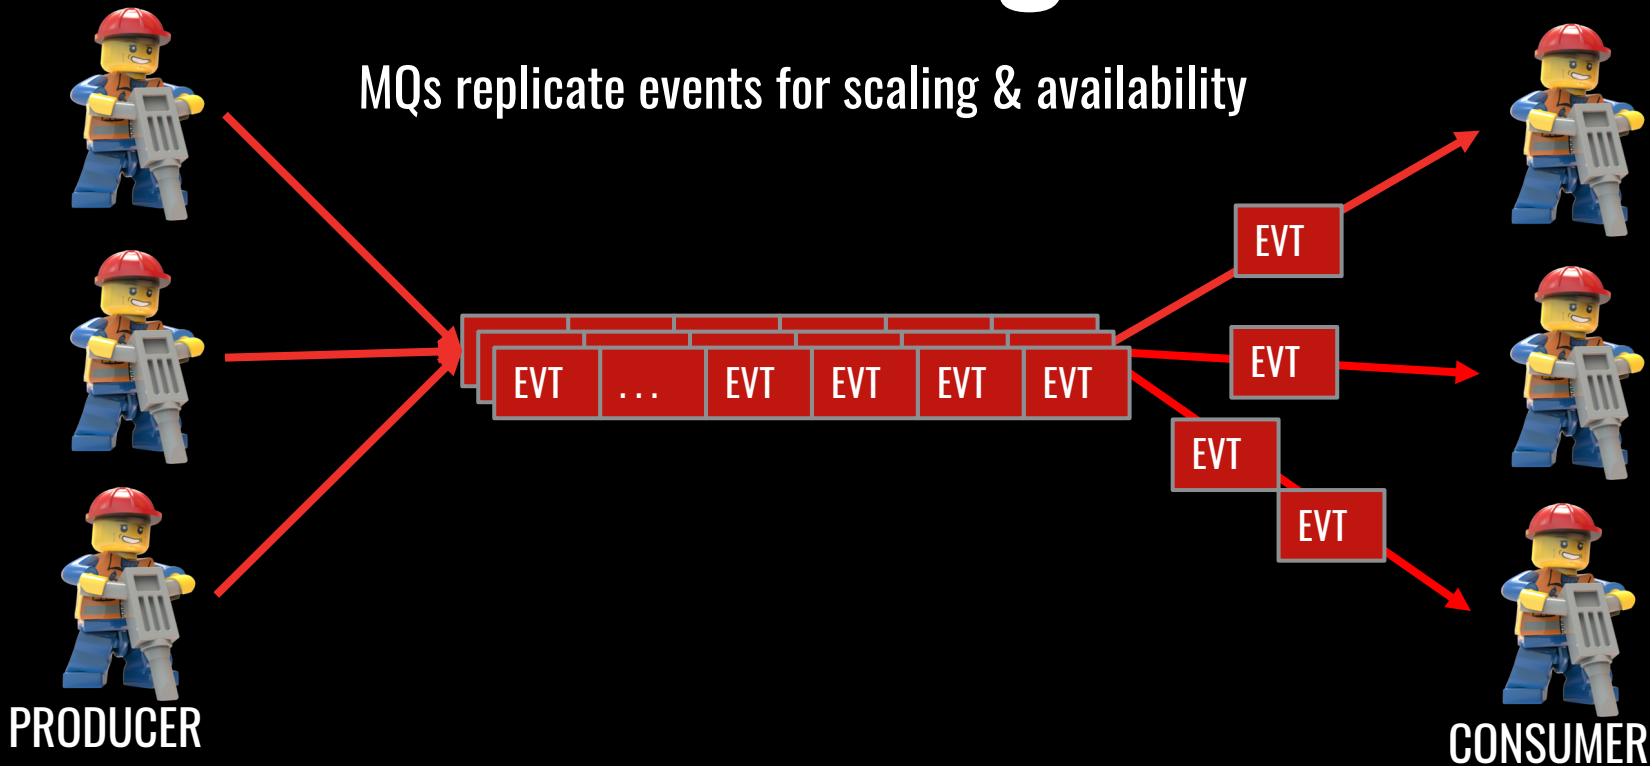 MQs replicate events for scaling & availability
EVT
EVT
EVT ... EVT EVT EVT EVT
EVT
EVT
PRODUCER
CONSUMER